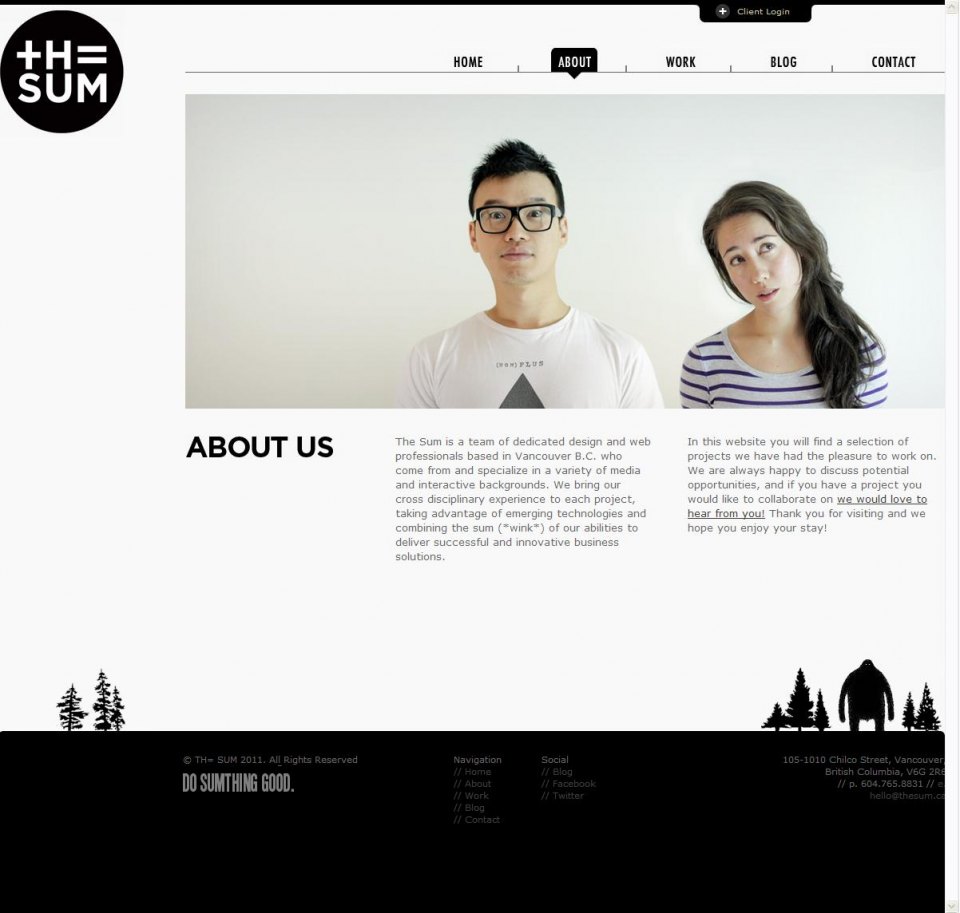 Client Login
+H=
SUM
HOME
ABOUT
WORK
BLOG
CONTACT
ABOUT US
The Sum is a team of dedicated design and web
professionals based in Vancouver B.C. who
come from and specialize in a variety of media
and interactive backgrounds. We bring our
cross disciplinary experience to each project,
taking advantage of emerging technologies and
combining the sum (*wink*) of our abilities to
deliver successful and innovative business
solutions.
In this website you will find a selection of
projects we have had the pleasure to work on.
We are always happy to discuss potential
opportunities, and if you have a project you
would like to collaborate on we would love to
hear from you! Thank you for visiting and we
hope you enjoy your stay!
© TH= SUM 2011. All Rights Reserved
DO SUMTHING GOOD.
Navigation
// Home
// About
// Work
// Blog
// Contact
Social
// Blog
// Facebook
// Twitter
105-1010 Chilco Street, Vancouver,
British Columbia, V6G 2R6
// p. 604.765.8831 // e.
hello@thesum.ca